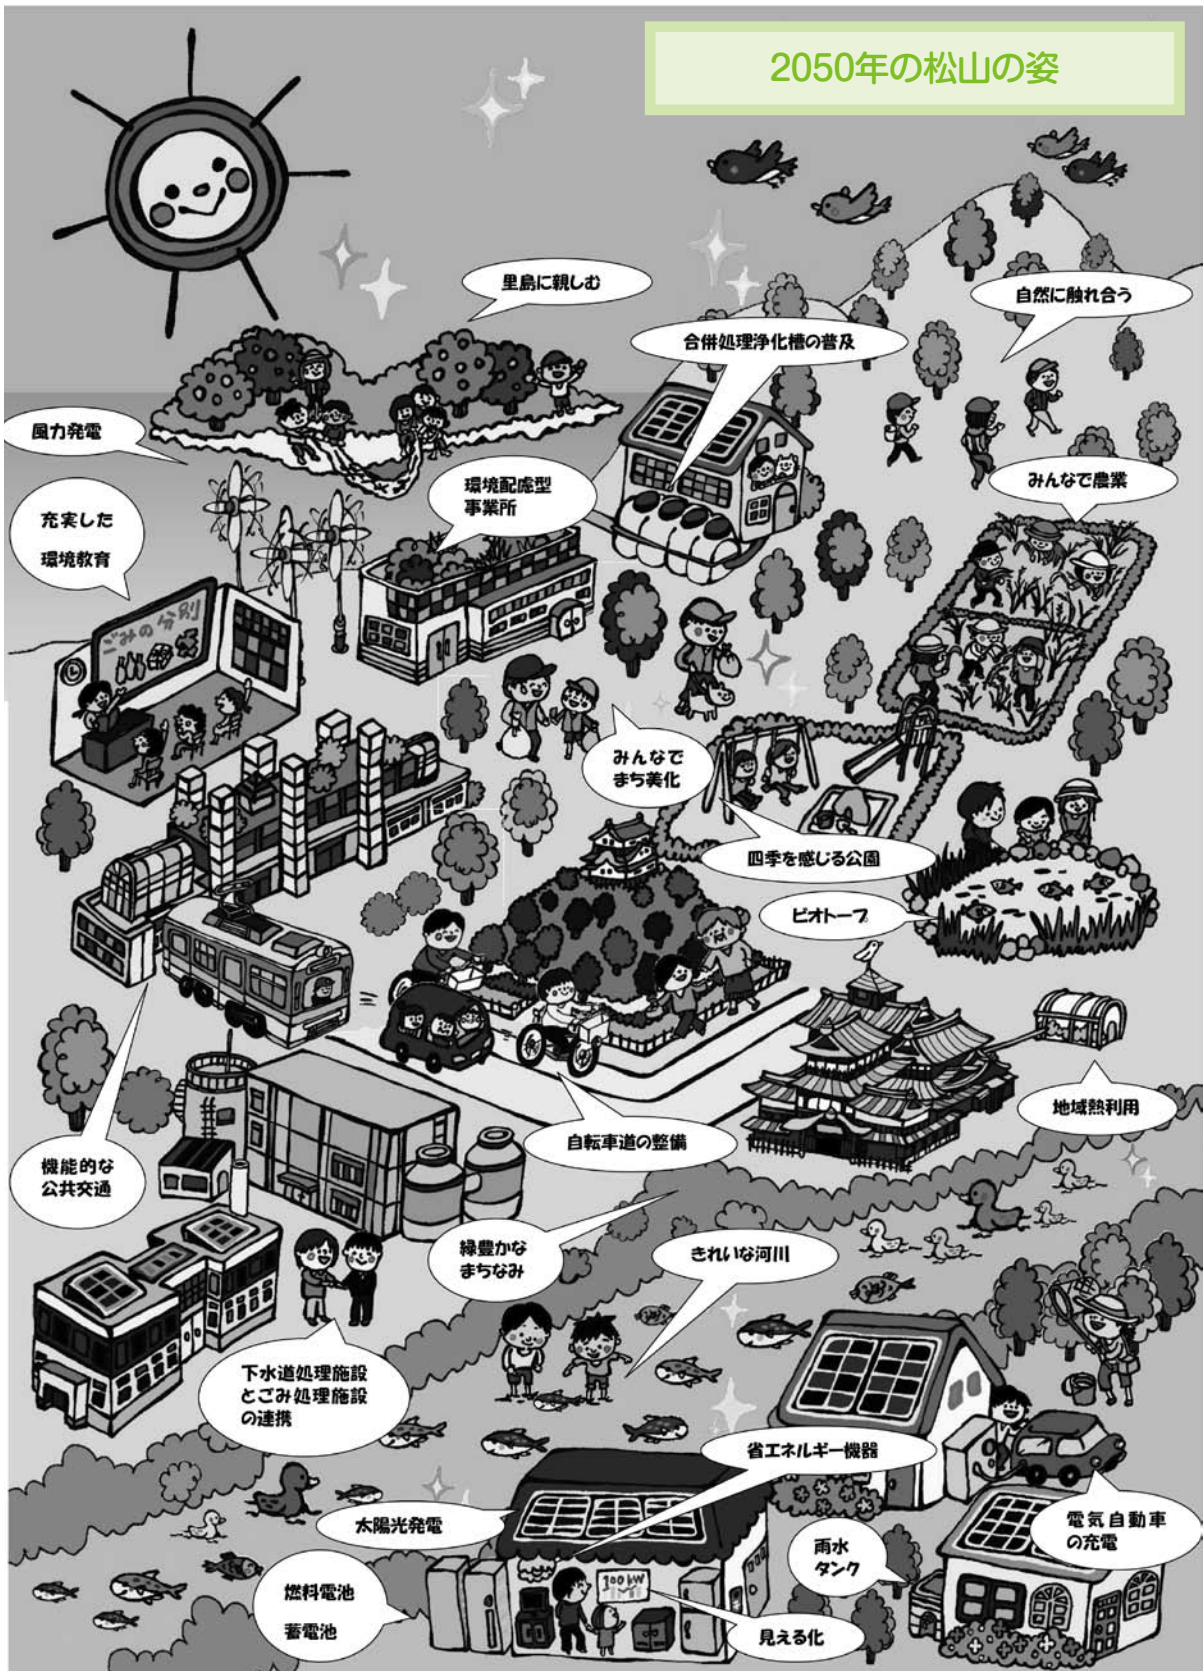 2050年の松山の姿
里島に親しむ
自然に触れ合う
合併処理浄化槽の普及
風力発電
環境配慮型
事業所
みんなで農業
充実した
環境教育
ごみの分別
みんなで
まち美化
四季を感じる公園
ビオトープ
地域熱利用
自転車道の整備
機能的な
公共交通
緑豊かな
まちなみ
きれいな河川
下水道処理施設
とごみ処理施設
の連携
省エネルギー機器
太陽光発電
電気自動車
の充電
雨水
タンク
燃料電池
蓄電池
100kW
見える化